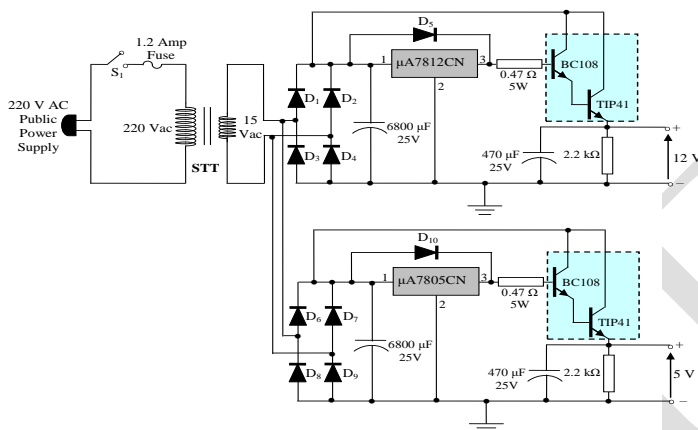 1.2 Amp
Fuse
S1
220 V AC
Public
Power
Supply
220 Vac
15
Vac
STT
D5
1
µA7812CN
3
2
0.47 Ω
5W
BC108
TIP41
D1
D2
D3
D4
6800 µF
25V
470 µF
25V
2.2 kΩ
+
12 V
−
D10
1
µA7805CN
3
2
0.47 Ω
5W
BC108
TIP41
D6
D7
D8
D9
6800 µF
25V
470 µF
25V
2.2 kΩ
+
5 V
−